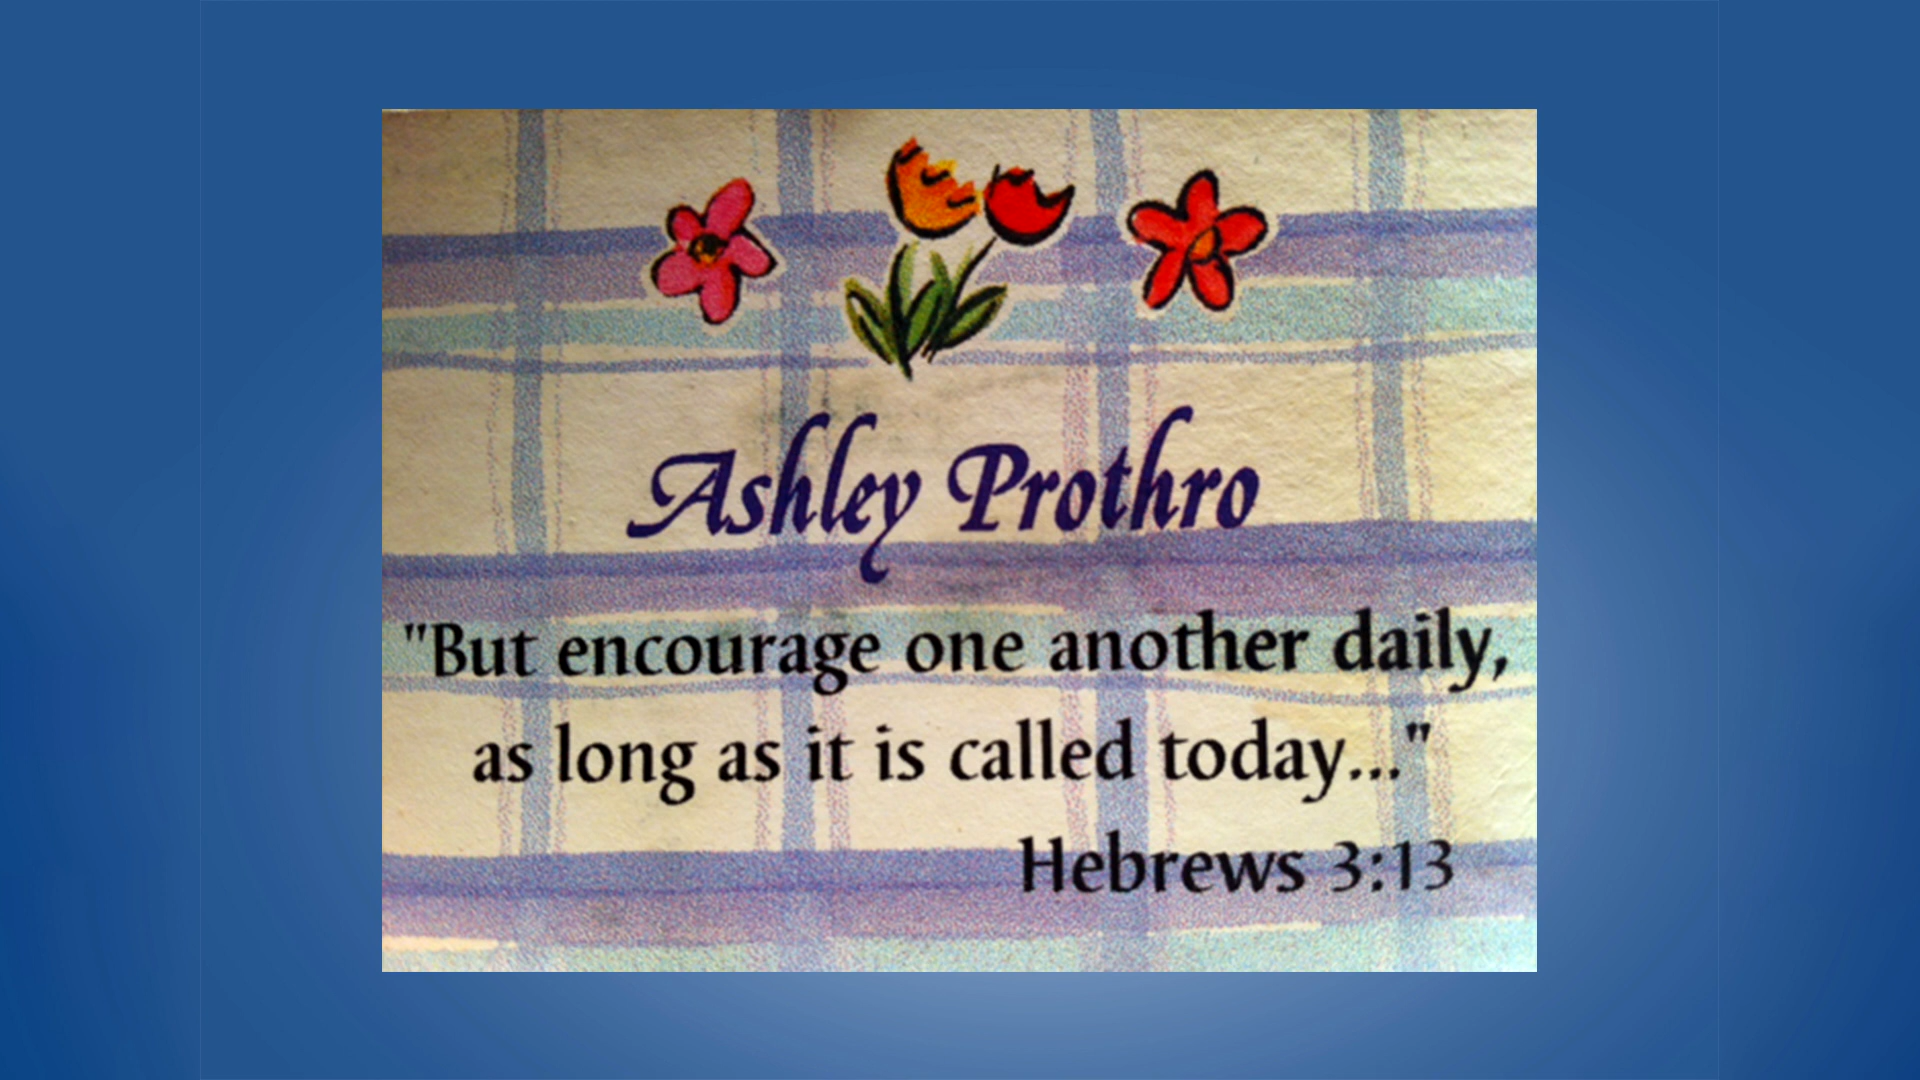 Ashley Prothro
"But encourage one another daily,
as long as it is called today..."
Hebrews 3:13